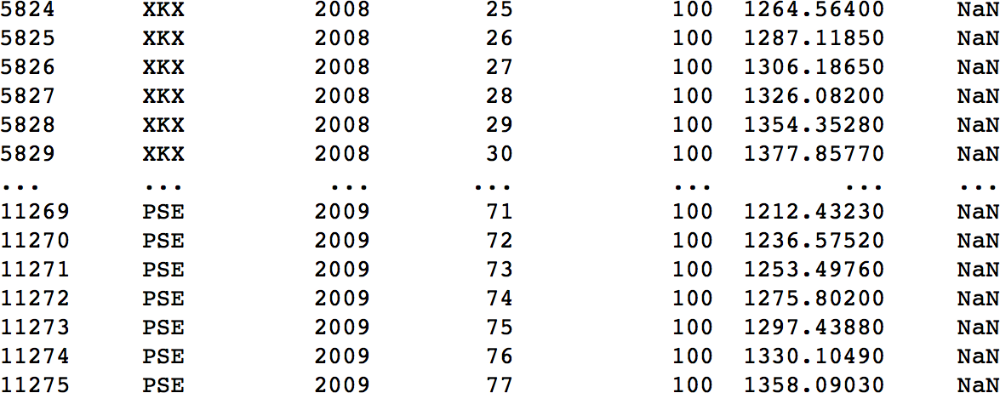 5824 XKX 2008 25 100 1264.56400 NaN
5825 XKX 2008 26 100 1287.11850 NaN
5826 XKX 2008 27 100 1306.18650 NaN
5827 XKX 2008 28 100 1326.08200 NaN
5828 XKX 2008 29 100 1354.35280 NaN
5829 XKX 2008 30 100 1377.85770 NaN
... ... ... ... ... ... ...
11269 PSE 2009 71 100 1212.43230 NaN
11270 PSE 2009 72 100 1236.57520 NaN
11271 PSE 2009 73 100 1253.49760 NaN
11272 PSE 2009 74 100 1275.80200 NaN
11273 PSE 2009 75 100 1297.43880 NaN
11274 PSE 2009 76 100 1330.10490 NaN
11275 PSE 2009 77 100 1358.09030 NaN